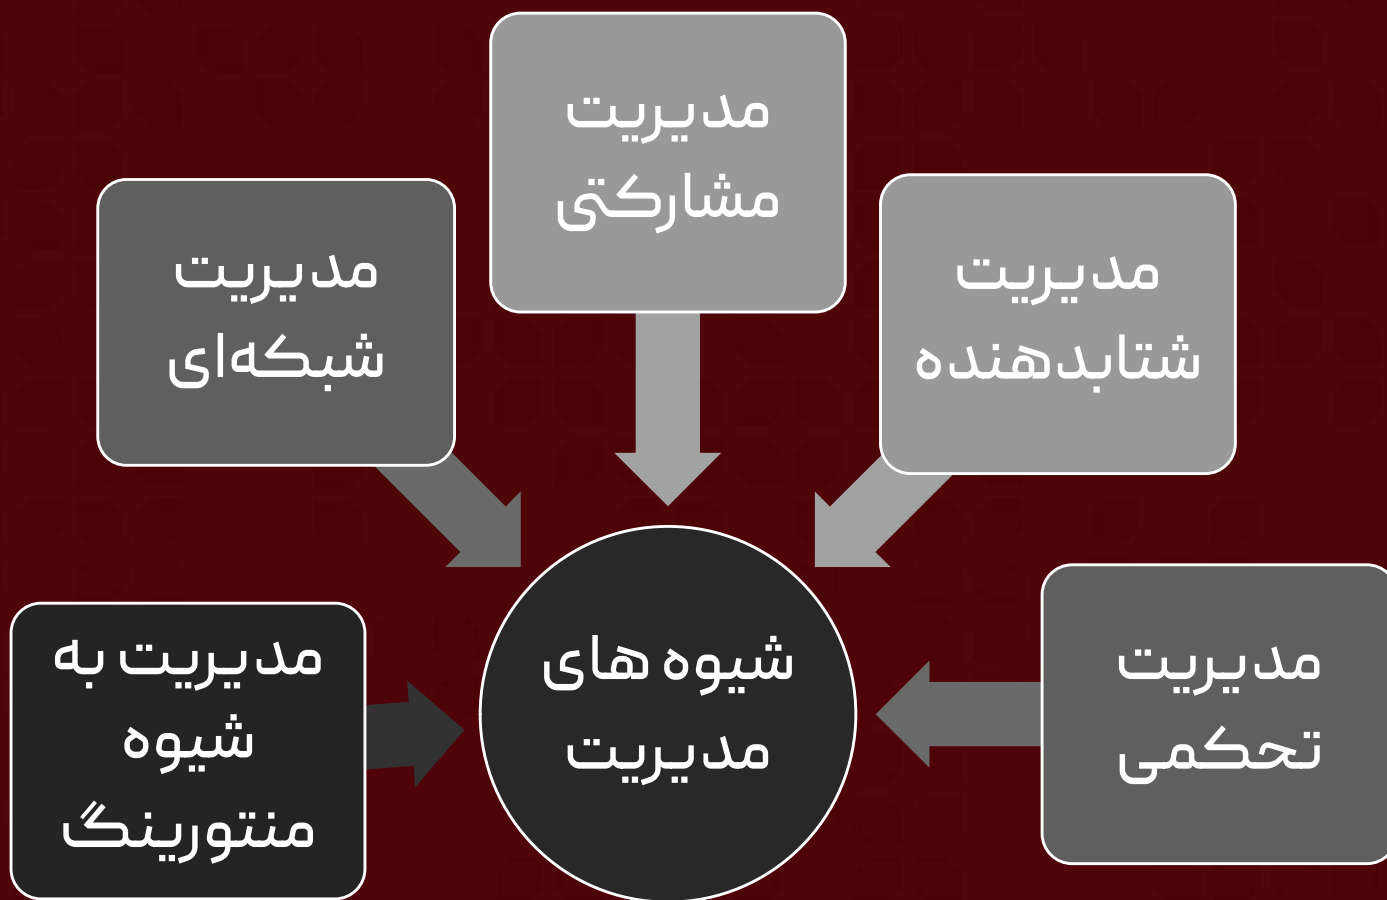 مدیریت
مشارکتی
مدیریت
شتابدهنده
مدیریت
شبکه‌ای
مدیریت
تحکمی
شیوه های
مدیریت
مدیریت به
شیوه
منتورینگ